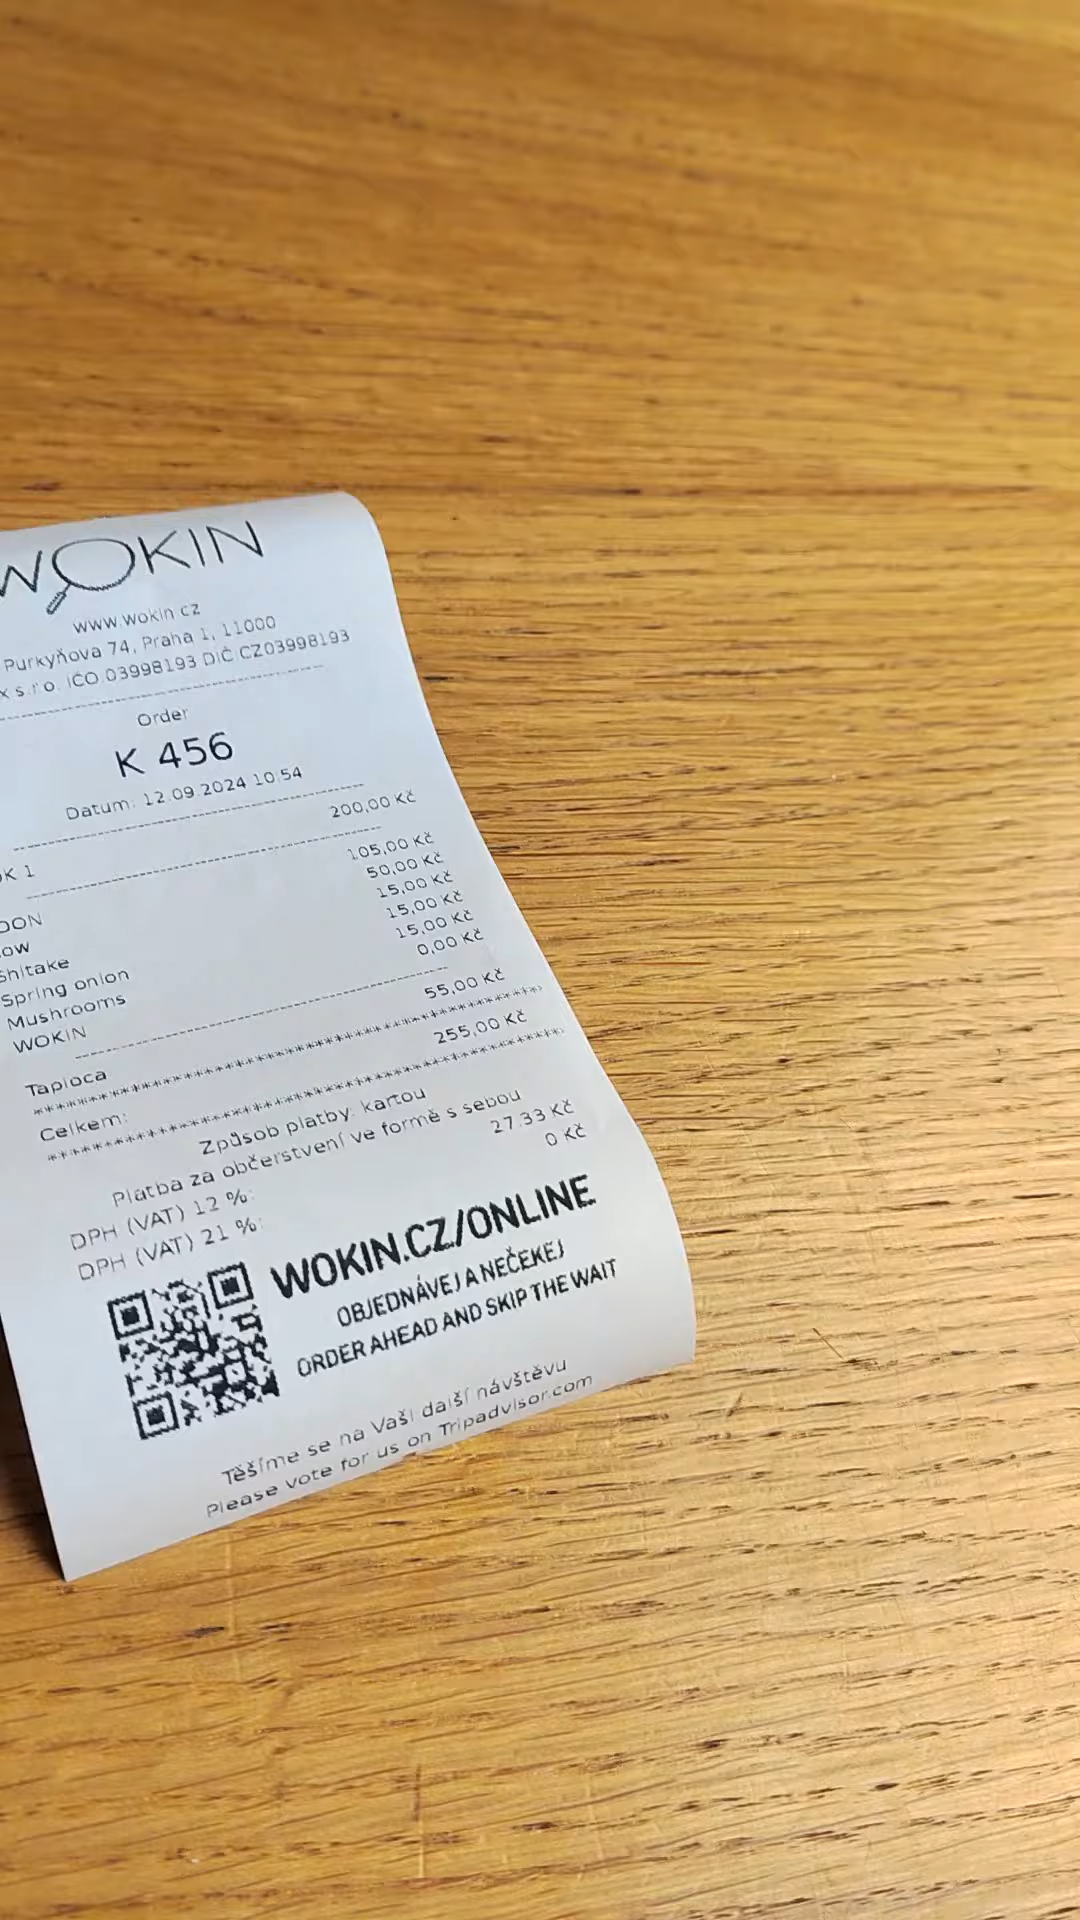 WOKIN
www.wokin.cz
Purkyňova 74, Praha 1, 11000
s.r.o. IČO 03998193 DIČ CZ03998193
Order
K 456
Datum: 12.09.2024 10:54
1 200,00 Kč
105,00 Kč
50,00 Kč
Shitake 15,00 Kč
Spring onion 15,00 Kč
Mushrooms 15,00 Kč
WOKIN 0,00 Kč
Tapioca 55,00 Kč
Celkem: 255,00 Kč
Způsob platby: kartou
Platba za občerstvení ve formě s sebou
DPH (VAT) 12 %: 27.33 Kč
DPH (VAT) 21 %: 0 Kč
WOKIN.CZ/ONLINE
OBJEDNÁVEJ A NEČEKEJ
ORDER AHEAD AND SKIP THE WAIT
Těšíme se na Vaši další návštěvu
Please vote for us on Tripadvisor.com